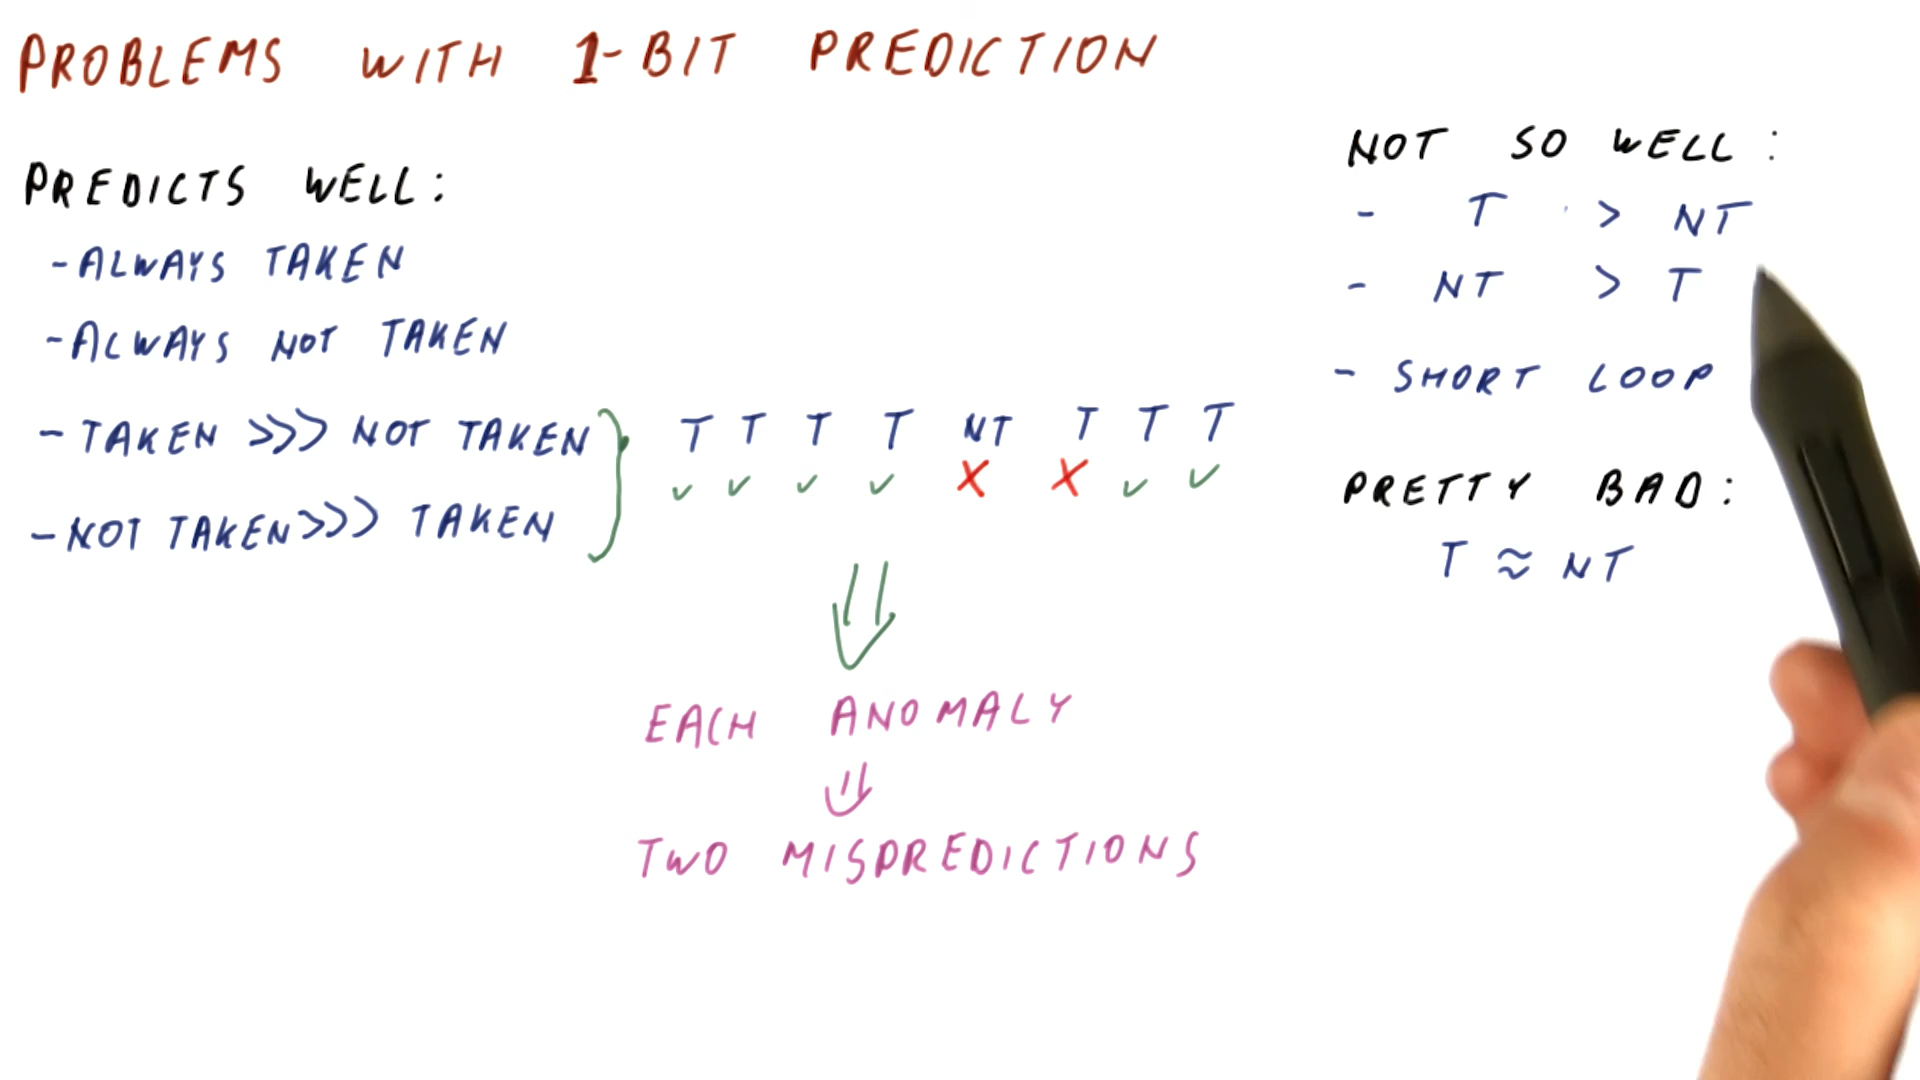 PROBLEMS WITH 1-BIT PREDICTION
PREDICTS WELL:
-ALWAYS TAKEN
-ALWAYS NOT TAKEN
-TAKEN >>> NOT TAKEN
-NOT TAKEN >>> TAKEN
T T T T NT T T T
✓ ✓ ✓ ✓ X X ✓ ✓
EACH ANOMALY
TWO MISPREDICTIONS
NOT SO WELL:
- T > NT
- NT > T
- SHORT LOOP
PRETTY BAD:
T ≈ NT